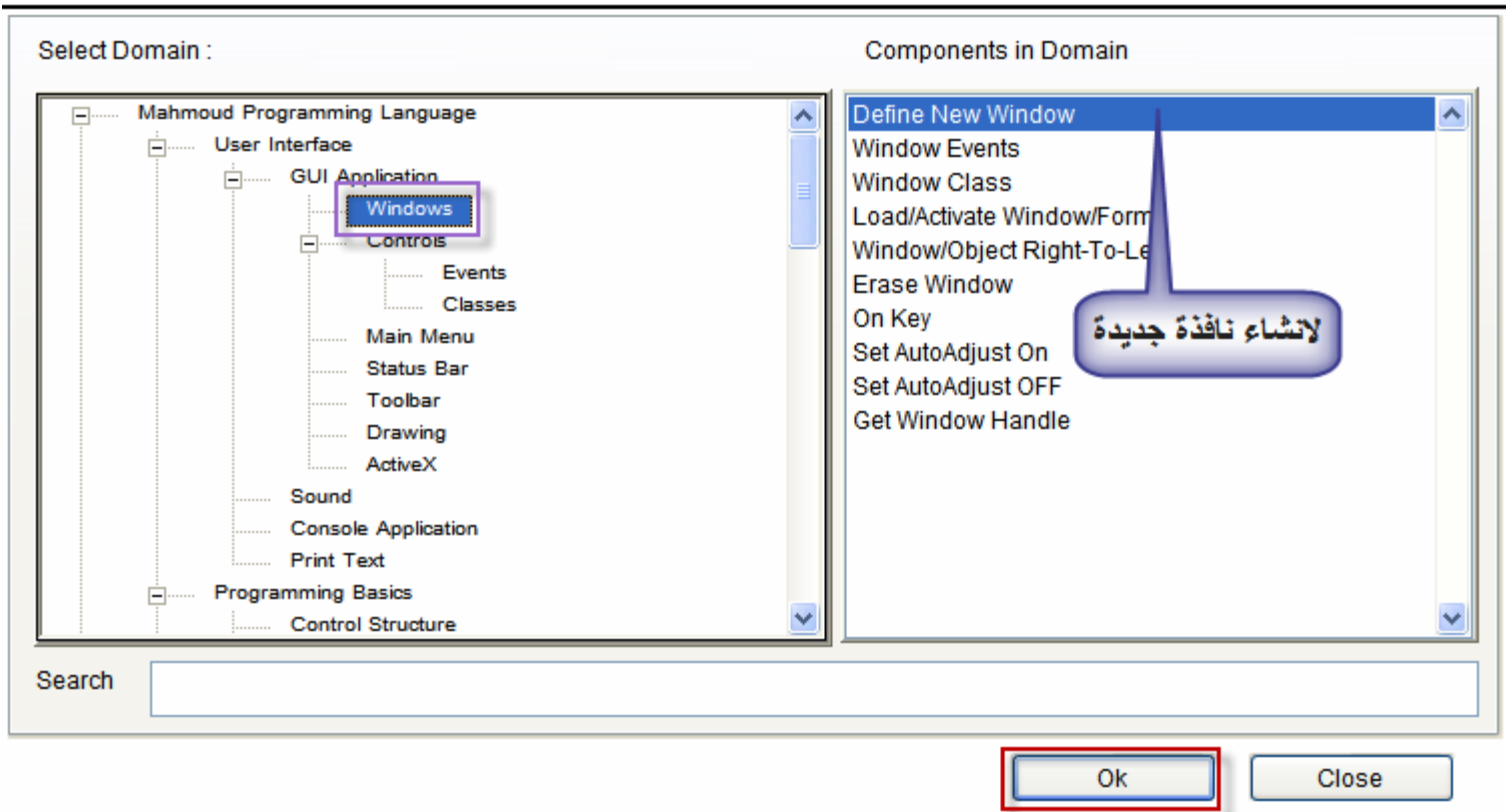 Select Domain :
Mahmoud Programming Language
User Interface
GUI Application
Windows
Controls
Events
Classes
Main Menu
Status Bar
Toolbar
Drawing
ActiveX
Sound
Console Application
Print Text
Programming Basics
Control Structure
Components in Domain
Define New Window
Window Events
Window Class
Load/Activate Window/Form
Window/Object Right-To-Le
Erase Window
On Key
Set AutoAdjust On
Set AutoAdjust OFF
Get Window Handle
لانشاء نافذة جديدة
Search
Ok
Close